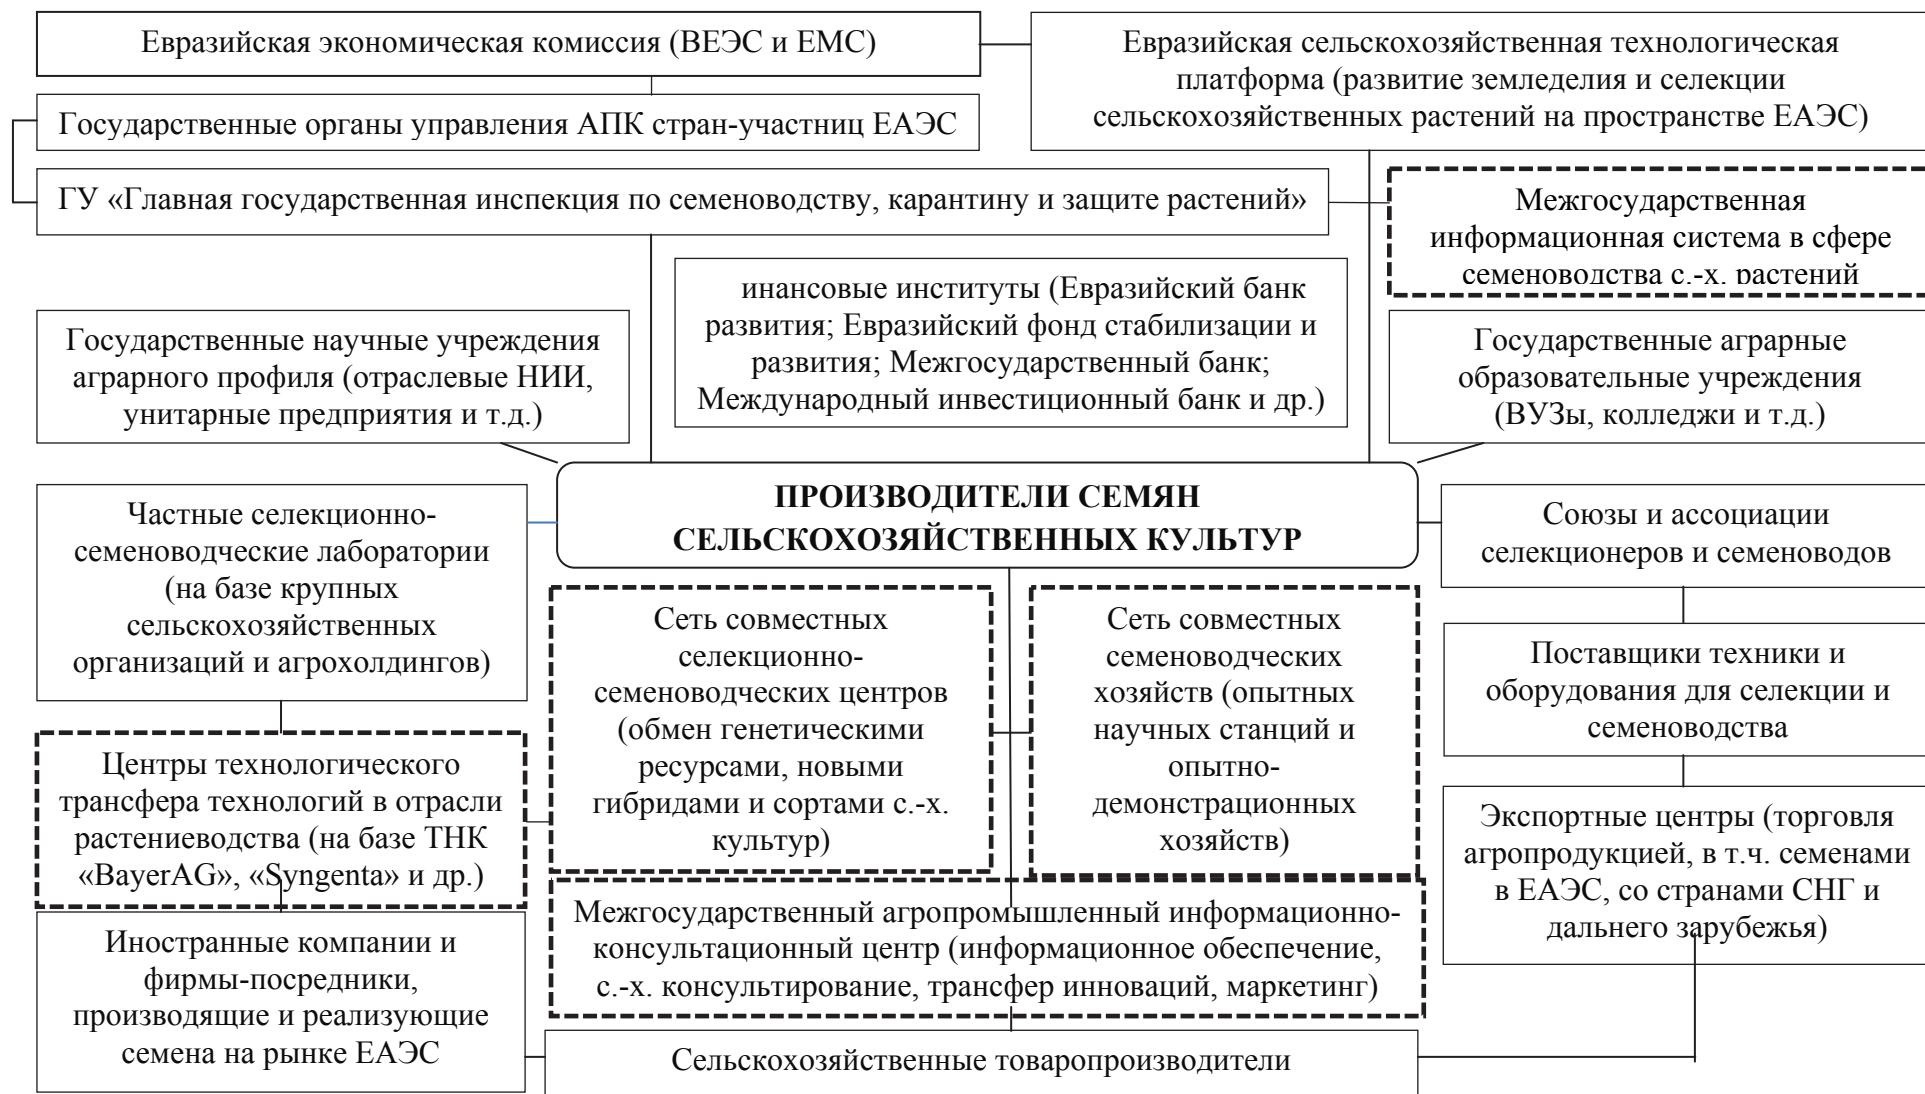 Евразийская экономическая комиссия (ВЕЭС и ЕМС)
Евразийская сельскохозяйственная технологическая
платформа (развитие земледелия и селекции
сельскохозяйственных растений на пространстве ЕАЭС)
Государственные органы управления АПК стран-участниц ЕАЭС
ГУ «Главная государственная инспекция по семеноводству, карантину и защите растений»
Межгосударственная
информационная система в сфере
семеноводства с.-х. растений
инансовые институты (Евразийский банк
развития; Евразийский фонд стабилизации и
развития; Межгосударственный банк;
Международный инвестиционный банк и др.)
Государственные научные учреждения
аграрного профиля (отраслевые НИИ,
унитарные предприятия и т.д.)
Государственные аграрные
образовательные учреждения
(ВУЗы, колледжи и т.д.)
ПРОИЗВОДИТЕЛИ СЕМЯН
СЕЛЬСКОХОЗЯЙСТВЕННЫХ КУЛЬТУР
Частные селекционно-
семеноводческие лаборатории
(на базе крупных
сельскохозяйственных
организаций и агрохолдингов)
Союзы и ассоциации
селекционеров и семеноводов
Сеть совместных
селекционно-
семеноводческих центров
(обмен генетическими
ресурсами, новыми
гибридами и сортами с.-х.
культур)
Сеть совместных
семеноводческих
хозяйств (опытных
научных станций и
опытно-
демонстрационных
хозяйств)
Поставщики техники и
оборудования для селекции и
семеноводства
Центры технологического
трансфера технологий в отрасли
растениеводства (на базе ТНК
«BayerAG», «Syngenta» и др.)
Экспортные центры (торговля
агропродукцией, в т.ч. семенами
в ЕАЭС, со странами СНГ и
дальнего зарубежья)
Межгосударственный агропромышленный информационно-
консультационный центр (информационное обеспечение,
с.-х. консультирование, трансфер инноваций, маркетинг)
Иностранные компании и
фирмы-посредники,
производящие и реализующие
семена на рынке ЕАЭС
Сельскохозяйственные товаропроизводители